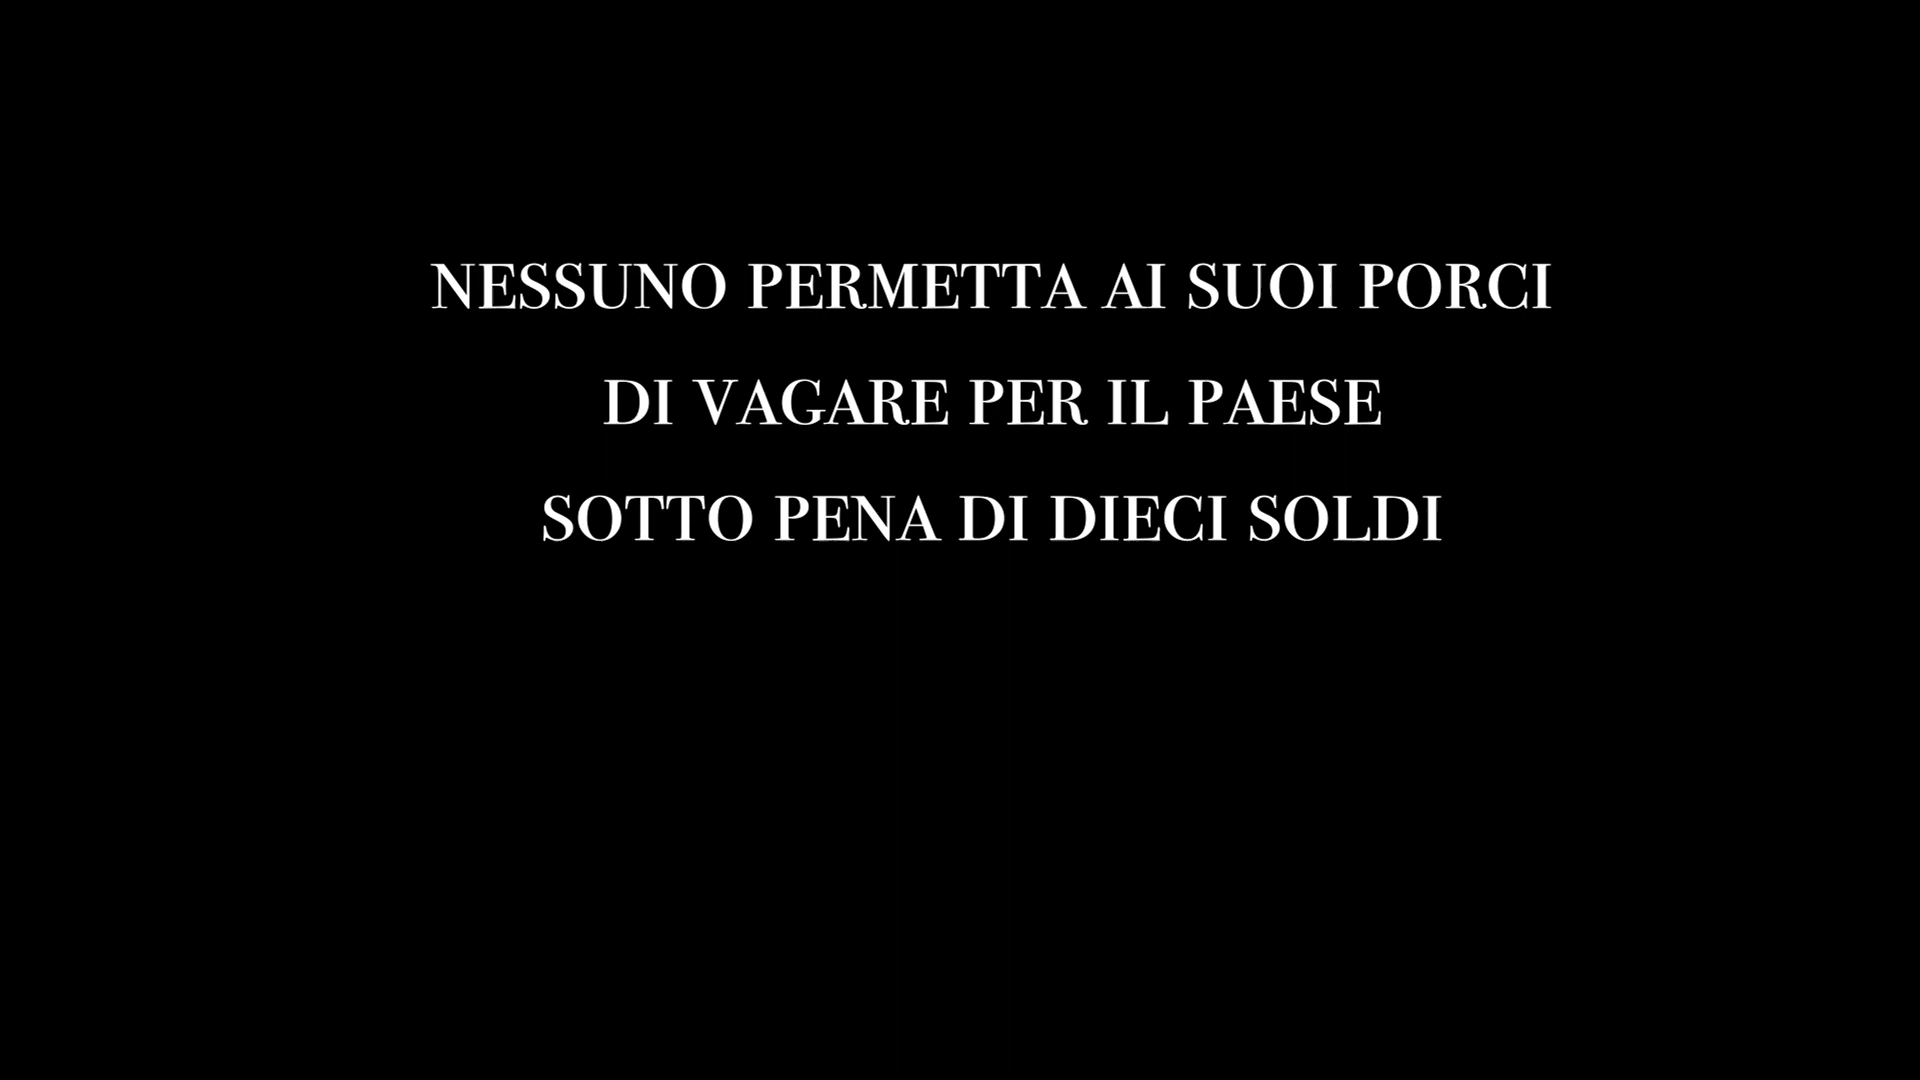 NESSUNO PERMETTA AI SUOI PORCI
DI VAGARE PER IL PAESE
SOTTO PENA DI DIECI SOLDI